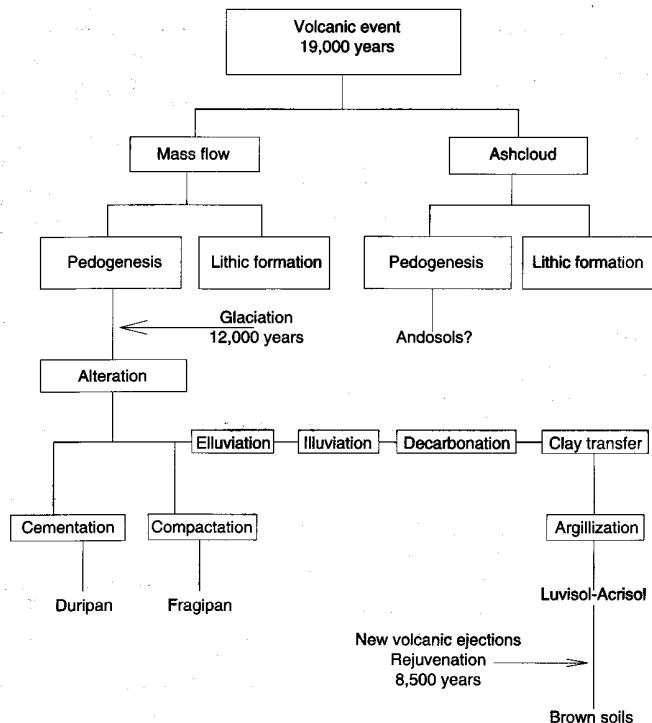 Volcanic event
19,000 years
Mass flow
Ashcloud
Pedogenesis
Lithic formation
Pedogenesis
Lithic formation
Glaciation
12,000 years
Andosols?
Alteration
Elluviation
Illuviation
Decarbonation
Clay transfer
Cementation
Compactation
Argillization
Duripan
Fragipan
Luvisol-Acrisol
New volcanic ejections
Rejuvenation
8,500 years
Brown soils